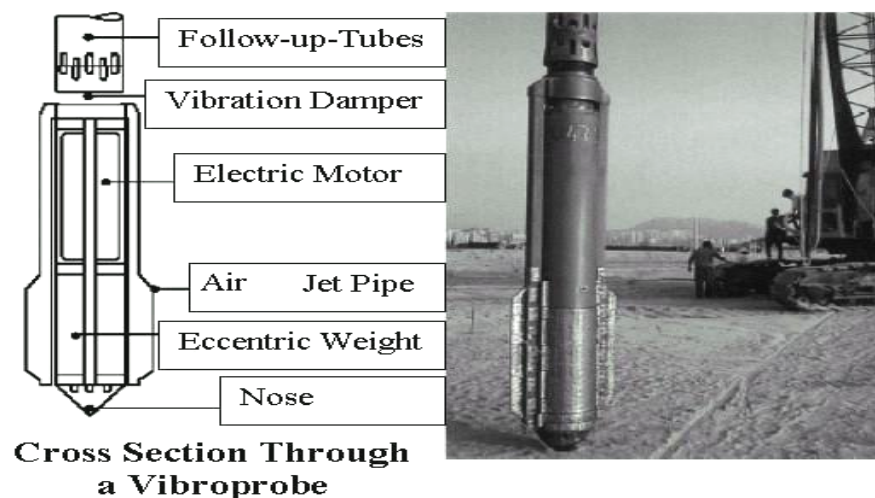 Follow-up-Tubes
Vibration Damper
Electric Motor
Air Jet Pipe
Eccentric Weight
Nose
Cross Section Through
a Vibroprobe